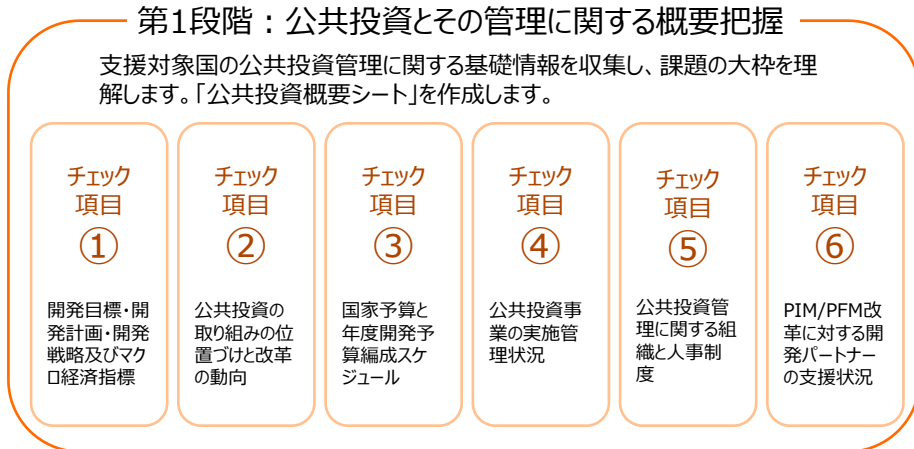 第1段階：公共投資とその管理に関する概要把握
支援対象国の公共投資管理に関する基礎情報を収集し、課題の大枠を理
解します。「公共投資概要シート」を作成します。
チェック
項目
①
開発目標・開
発計画・開発
戦略及びマク
ロ経済指標
チェック
項目
②
公共投資の
取り組みの位
置づけと改革
の動向
チェック
項目
③
国家予算と
年度開発予
算編成スケ
ジュール
チェック
項目
④
公共投資事
業の実施管
理状況
チェック
項目
⑤
公共投資管
理に関する組
織と人事制
度
チェック
項目
⑥
PIM/PFM改
革に対する開
発パートナー
の支援状況